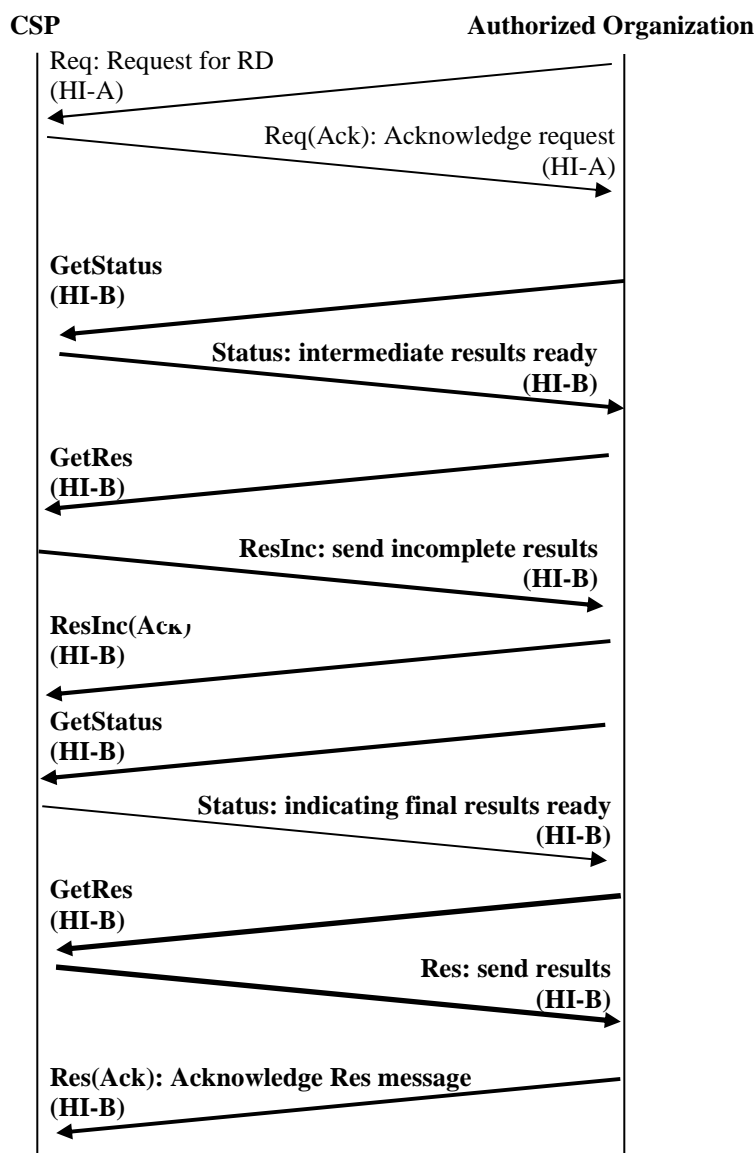 CSP
Authorized Organization
Req: Request for RD
(HI-A)
Req(Ack): Acknowledge request
(HI-A)
GetStatus
(HI-B)
Status: intermediate results ready
(HI-B)
GetRes
(HI-B)
ResInc: send incomplete results
(HI-B)
ResInc(Ack)
(HI-B)
GetStatus
(HI-B)
Status: indicating final results ready
(HI-B)
GetRes
(HI-B)
Res: send results
(HI-B)
Res(Ack): Acknowledge Res message
(HI-B)